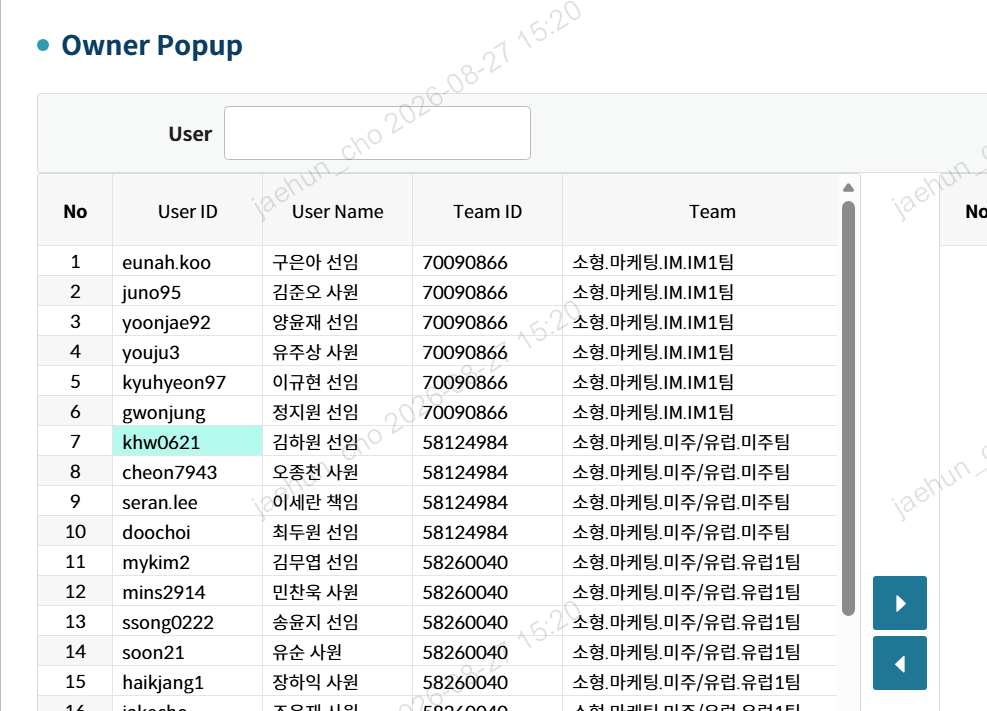 Owner Popup
User
No User ID User Name Team ID Team No
1 eunah.koo 구은아 선임 70090866 소형.마케팅.IM.IM1팀
2 juno95 김준오 사원 70090866 소형.마케팅.IM.IM1팀
3 yoonjae92 양윤재 선임 70090866 소형.마케팅.IM.IM1팀
4 youju3 유주상 사원 70090866 소형.마케팅.IM.IM1팀
5 kyuhyeon97 이규현 선임 70090866 소형.마케팅.IM.IM1팀
6 gwonjung 정지원 선임 70090866 소형.마케팅.IM.IM1팀
7 khw0621 김하원 선임 58124984 소형.마케팅.미주/유럽.미주팀
8 cheon7943 오종천 사원 58124984 소형.마케팅.미주/유럽.미주팀
9 seran.lee 이세란 책임 58124984 소형.마케팅.미주/유럽.미주팀
10 doochoi 최두원 선임 58124984 소형.마케팅.미주/유럽.미주팀
11 mykim2 김무엽 선임 58260040 소형.마케팅.미주/유럽.유럽1팀
12 mins2914 민찬욱 사원 58260040 소형.마케팅.미주/유럽.유럽1팀
13 ssong0222 송윤지 선임 58260040 소형.마케팅.미주/유럽.유럽1팀
14 soon21 유순 사원 58260040 소형.마케팅.미주/유럽.유럽1팀
15 haikjang1 장하익 사원 58260040 소형.마케팅.미주/유럽.유럽1팀
jaehun_cho 2026-08-27 15:20
jaehun_cho 2026-08-27 15:20